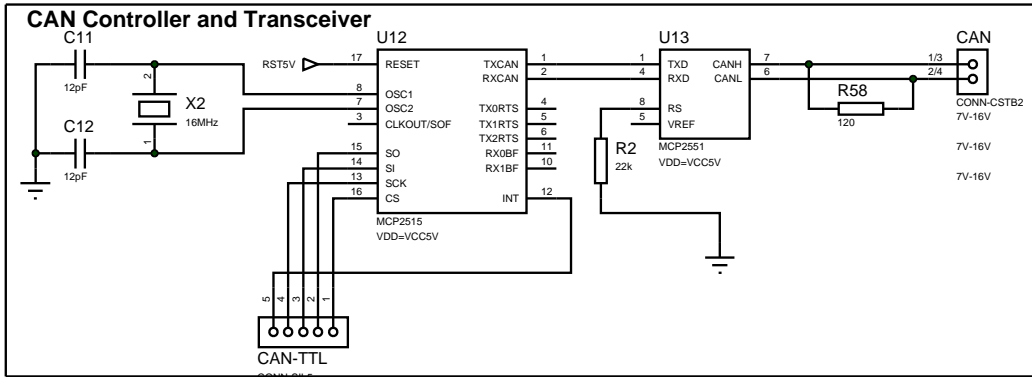 CAN Controller and Transceiver
C11
12pF
C12
12pF
2
1
X2
16MHz
RST5V
U12
17 RESET
8 OSC1
7 OSC2
3 CLKOUT/SOF
15 SO
14 SI
13 SCK
16 CS
TXCAN 1
RXCAN 2
TX0RTS 4
TX1RTS 5
TX2RTS 6
RX0BF 11
RX1BF 10
INT 12
MCP2515
VDD=VCC5V
U13
1 TXD
4 RXD
8 RS
5 VREF
CANH 7
CANL 6
MCP2551
VDD=VCC5V
R2
22k
R58
120
CAN
1/3
2/4
CONN-CSTB2
7V-16V
7V-16V
7V-16V
5 4 3 2 1
CAN-TTL